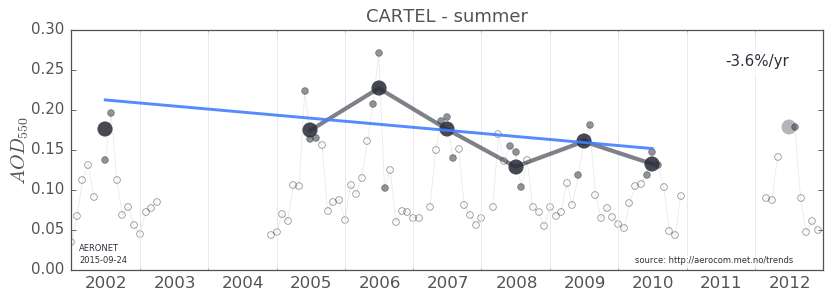 CARTEL - summer
0.30
0.25
0.20
0.15
0.10
0.05
0.00
AOD550
-3.6%/yr
AERONET
2015-09-24
source: http://aerocom.met.no/trends
2002 2003 2004 2005 2006 2007 2008 2009 2010 2011 2012